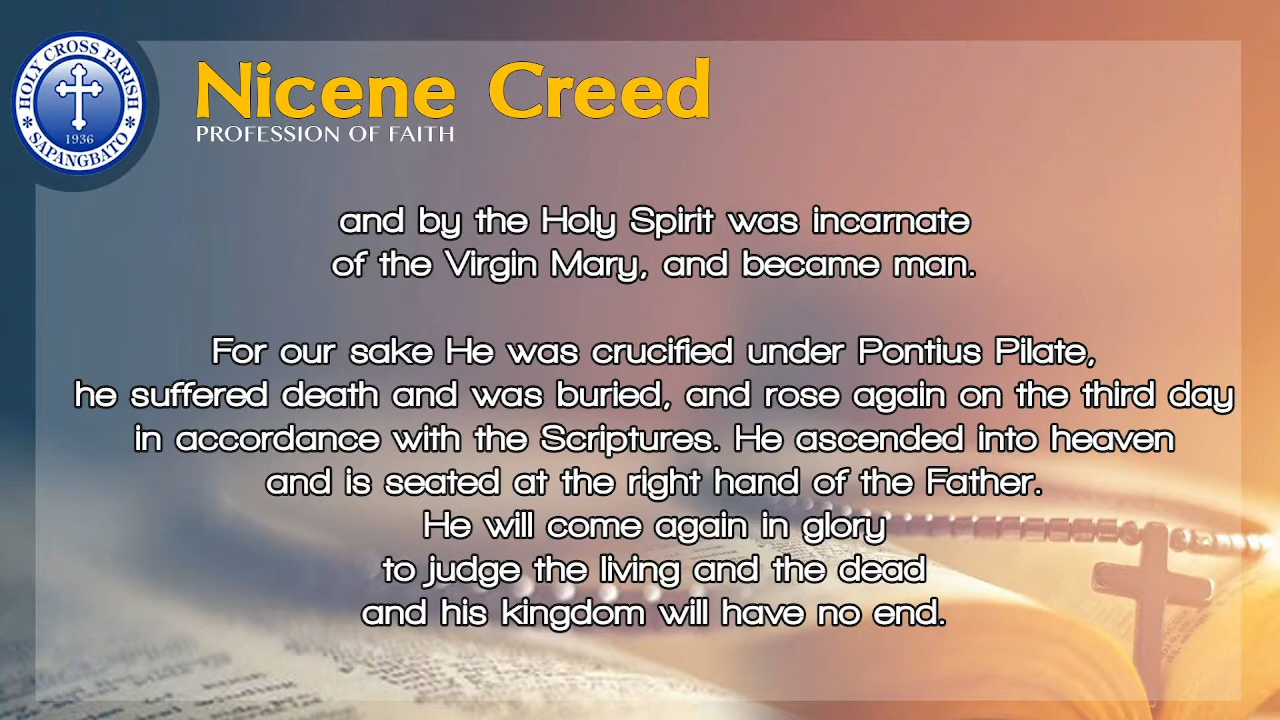 HOLY CROSS PARISH
1936
SAPANGBATO
Nicene Creed
PROFESSION OF FAITH
and by the Holy Spirit was incarnate
of the Virgin Mary, and became man.
For our sake He was crucified under Pontius Pilate,
he suffered death and was buried, and rose again on the third day
in accordance with the Scriptures. He ascended into heaven
and is seated at the right hand of the Father.
He will come again in glory
to judge the living and the dead
and his kingdom will have no end.